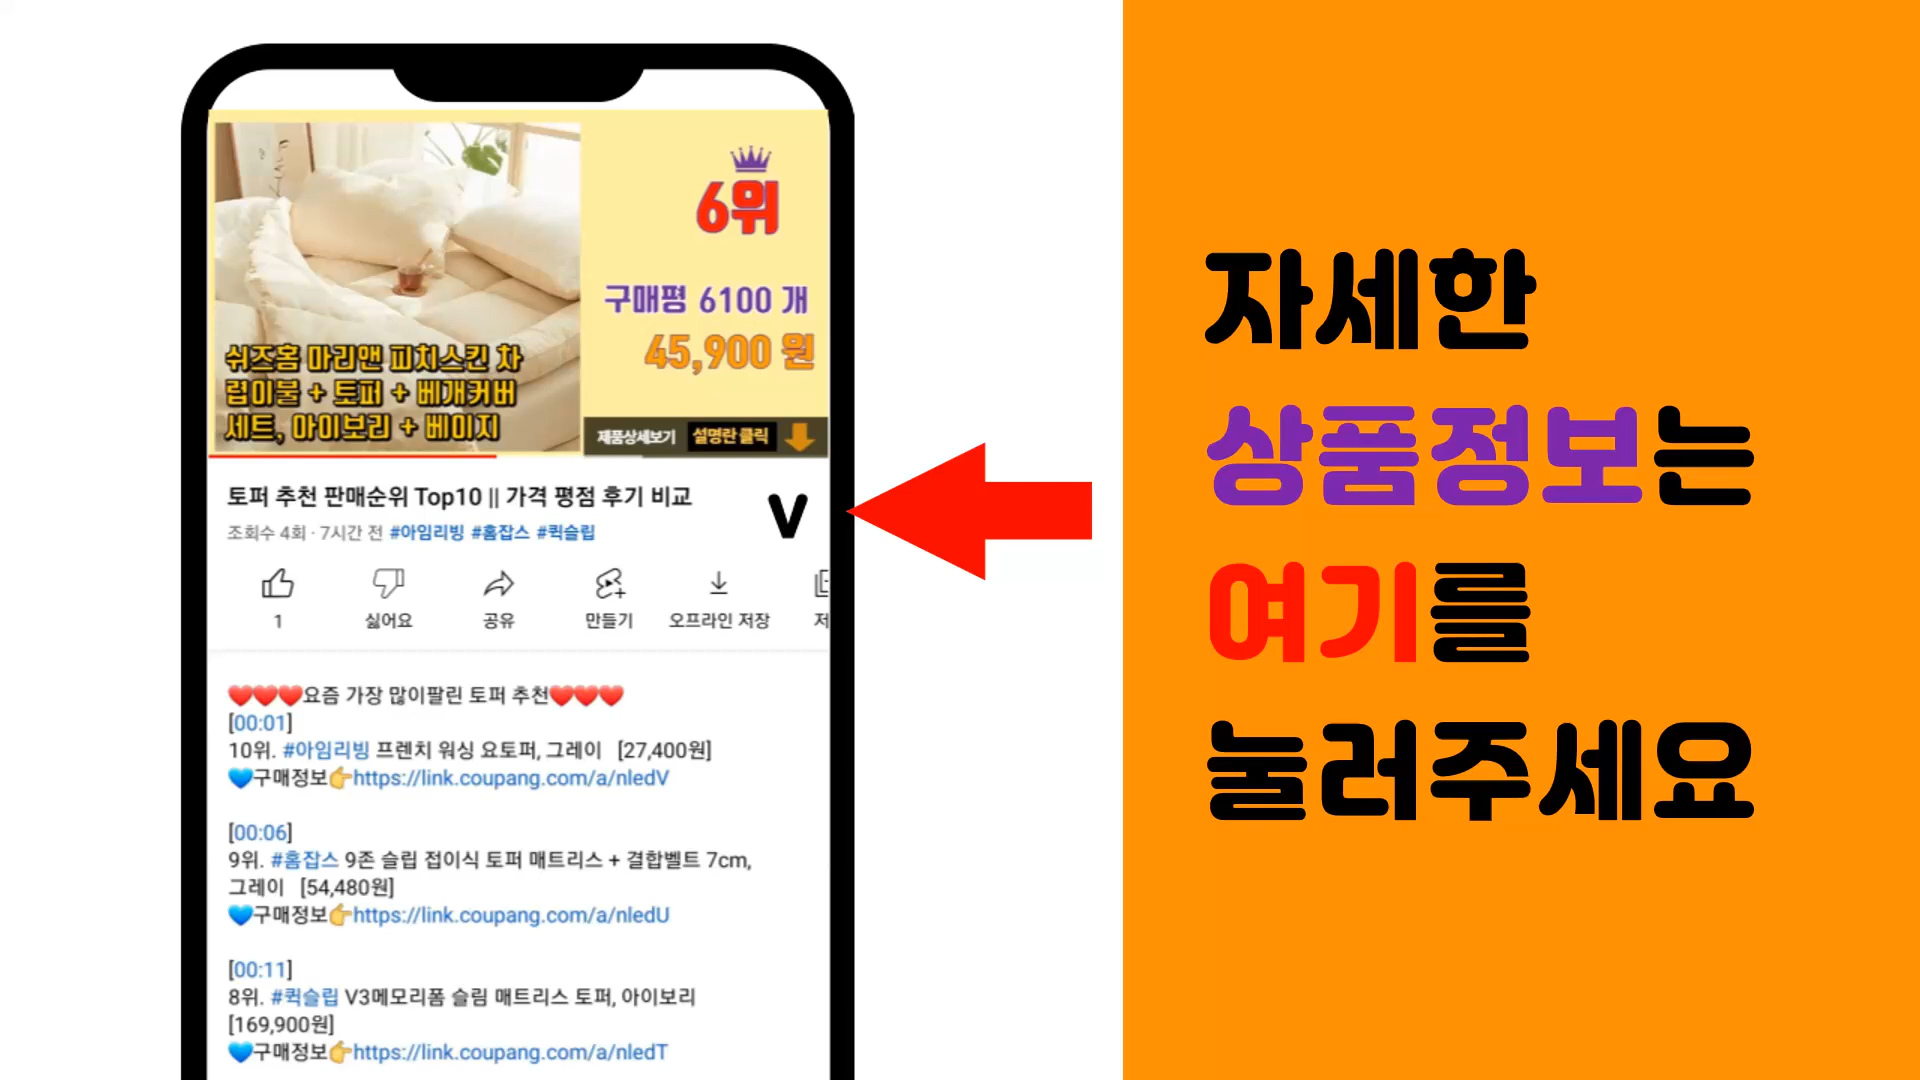 6위
구매평 6100 개
45,900 원
쉬즈홈 마리앤 피치스킨 차
렵이불 + 토퍼 + 베개커버
세트, 아이보리 + 베이지
제품상세보기 설명란 클릭
토퍼 추천 판매순위 Top10 || 가격 평점 후기 비교
V
조회수 4회 · 7시간 전 #아임리빙 #홈잡스 #퀵슬립
1 싫어요 공유 만들기 오프라인 저장 저
❤️❤️❤️요즘 가장 많이팔린 토퍼 추천❤️❤️❤️
[00:01]
10위. #아임리빙 프렌치 워싱 요토퍼, 그레이 [27,400원]
💙구매정보👉https://link.coupang.com/a/nledV
[00:06]
9위. #홈잡스 9존 슬립 접이식 토퍼 매트리스 + 결합벨트 7cm,
그레이 [54,480원]
💙구매정보👉https://link.coupang.com/a/nledU
[00:11]
8위. #퀵슬립 V3메모리폼 슬림 매트리스 토퍼, 아이보리
[169,900원]
💙구매정보👉https://link.coupang.com/a/nledT
자세한
상품정보는
여기를
눌러주세요